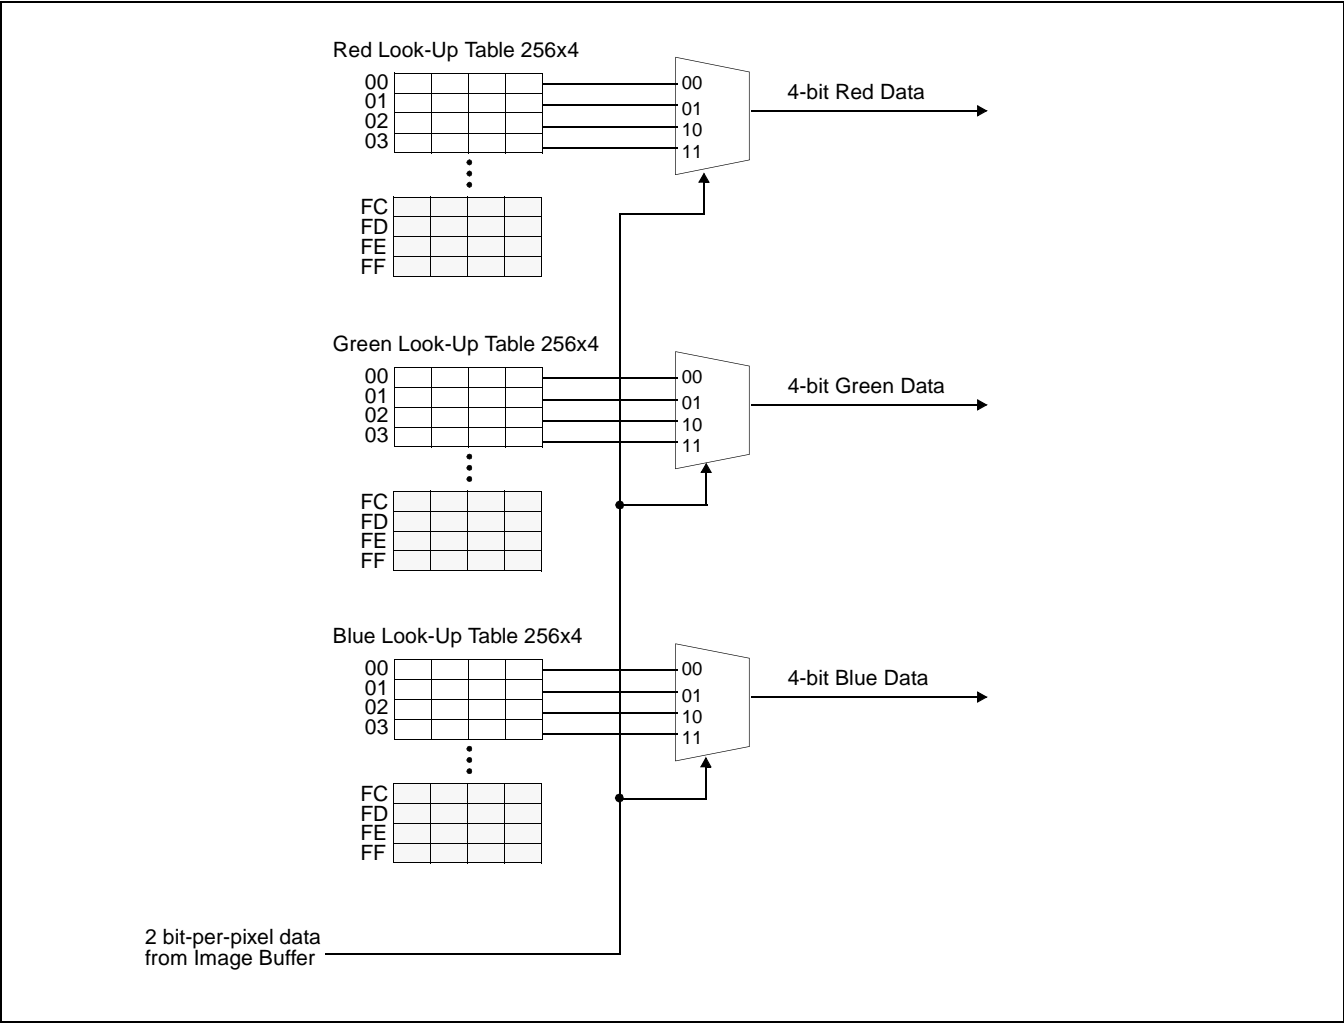 Red Look-Up Table 256x4
00
01
02
03
FC
FD
FE
FF
00
01
10
11
4-bit Red Data
Green Look-Up Table 256x4
00
01
02
03
FC
FD
FE
FF
00
01
10
11
4-bit Green Data
Blue Look-Up Table 256x4
00
01
02
03
FC
FD
FE
FF
00
01
10
11
4-bit Blue Data
2 bit-per-pixel data
from Image Buffer